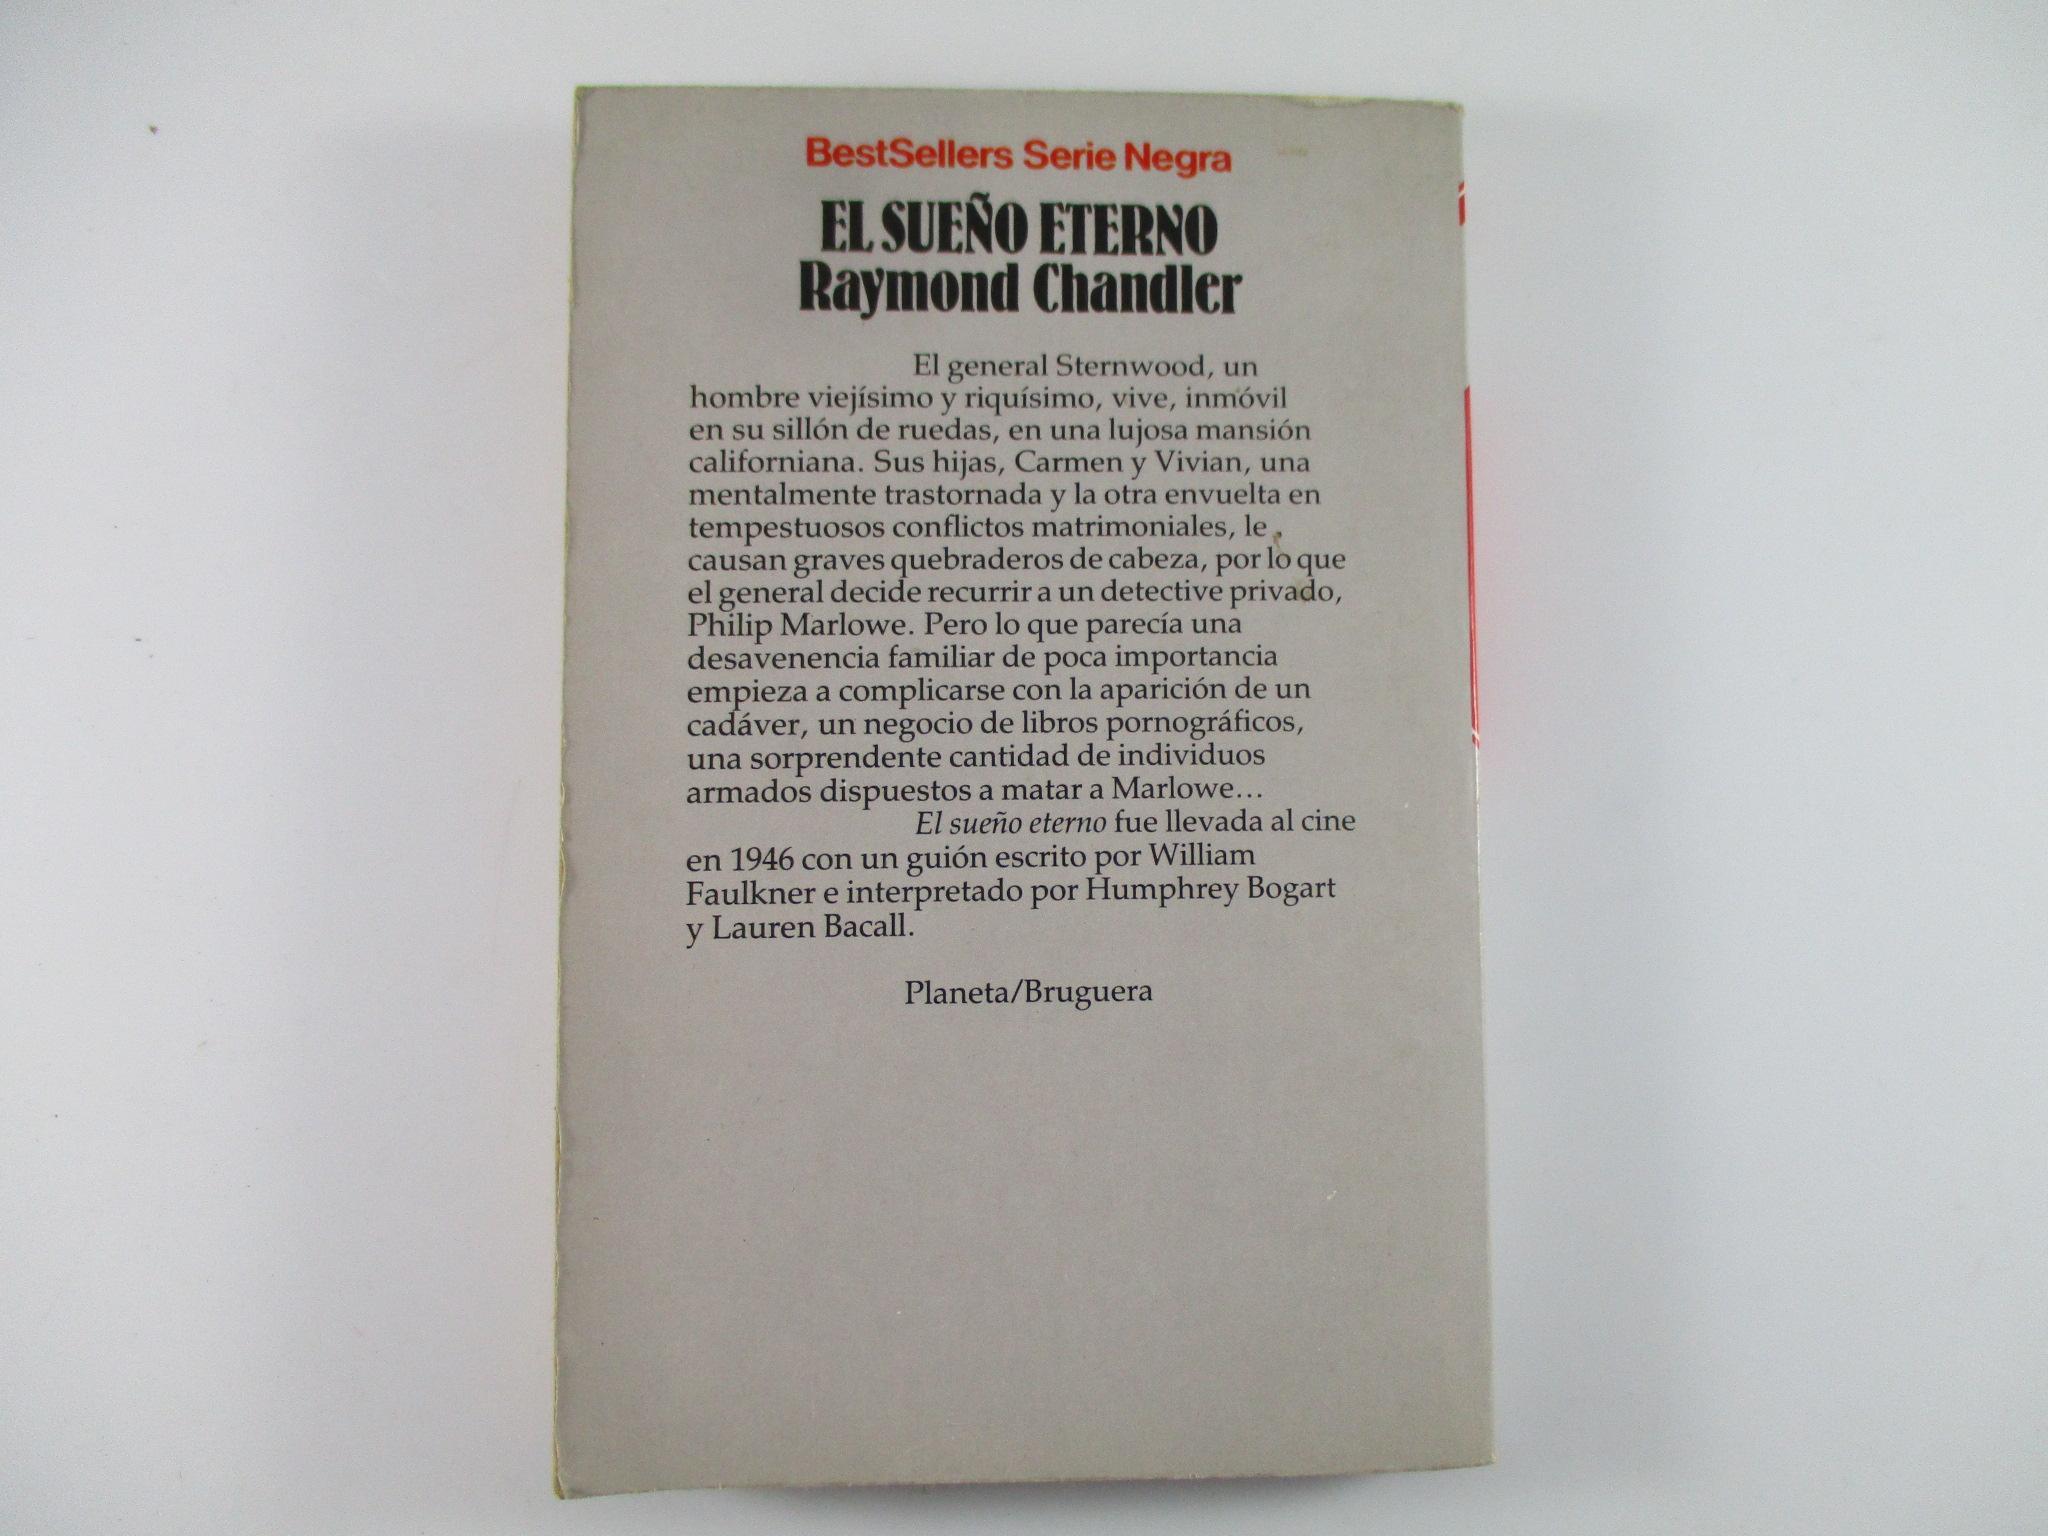 BestSellers Serie Negra
EL SUEÑO ETERNO
Raymond Chandler
El general Sternwood, un
hombre viejísimo y riquísimo, vive, inmóvil
en su sillón de ruedas, en una lujosa mansión
californiana. Sus hijas, Carmen y Vivian, una
mentalmente trastornada y la otra envuelta en
tempestuosos conflictos matrimoniales, le
causan graves quebraderos de cabeza, por lo que
el general decide recurrir a un detective privado,
Philip Marlowe. Pero lo que parecía una
desavenencia familiar de poca importancia
empieza a complicarse con la aparición de un
cadáver, un negocio de libros pornográficos,
una sorprendente cantidad de individuos
armados dispuestos a matar a Marlowe...
El sueño eterno fue llevada al cine
en 1946 con un guión escrito por William
Faulkner e interpretado por Humphrey Bogart
y Lauren Bacall.
Planeta/Bruguera